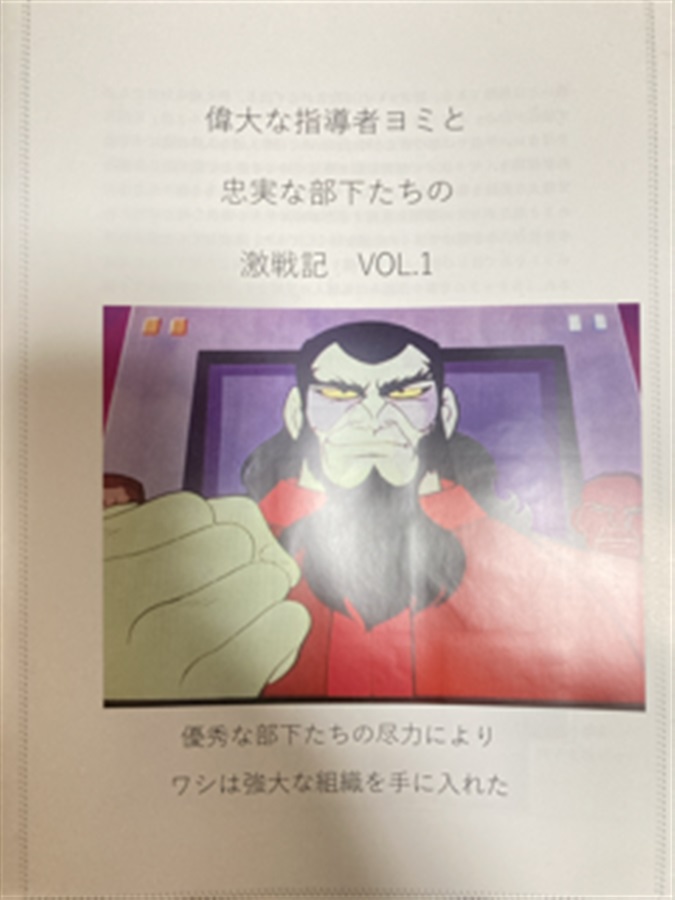 偉大な指導者ヨミと
忠実な部下たちの
激戦記　VOL.1
優秀な部下たちの尽力により
ワシは強大な組織を手に入れた